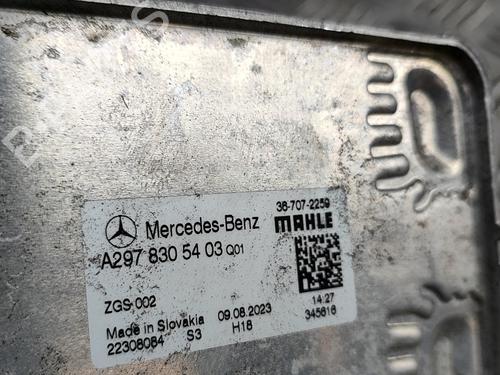 36-707-2259
Mercedes-Benz MAHLE
A297 830 54 03 Q01
ZGS 002
09.08.2023 14:27
Made in Slovakia S3 H18 345616
22308084